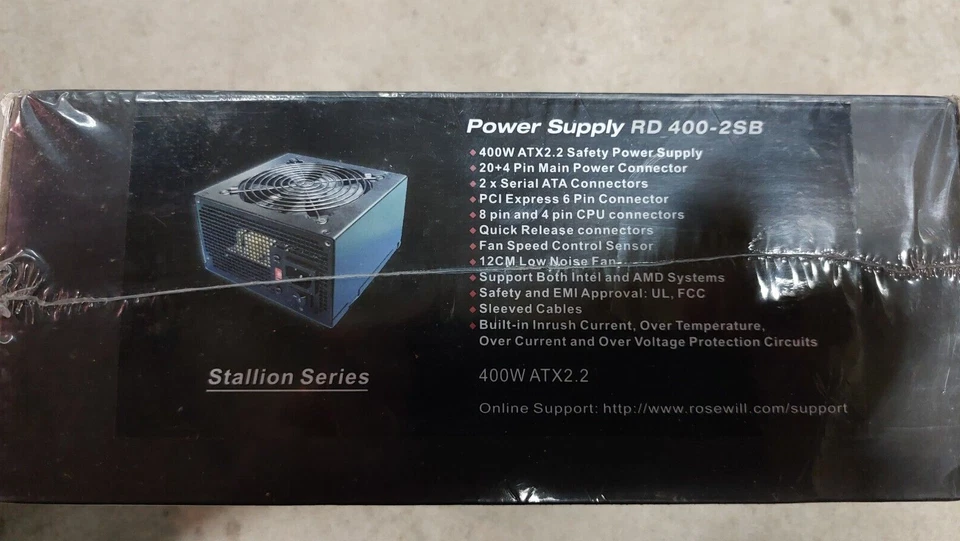 Power Supply RD 400-2SB
400W ATX2.2 Safety Power Supply
20+4 Pin Main Power Connector
2 x Serial ATA Connectors
PCI Express 6 Pin Connector
8 pin and 4 pin CPU connectors
Quick Release connectors
Fan Speed Control Sensor
12CM Low Noise Fan
Support Both Intel and AMD Systems
Safety and EMI Approval: UL, FCC
Sleeved Cables
Built-in Inrush Current, Over Temperature,
Over Current and Over Voltage Protection Circuits
Stallion Series
400W ATX2.2
Online Support: http://www.rosewill.com/support